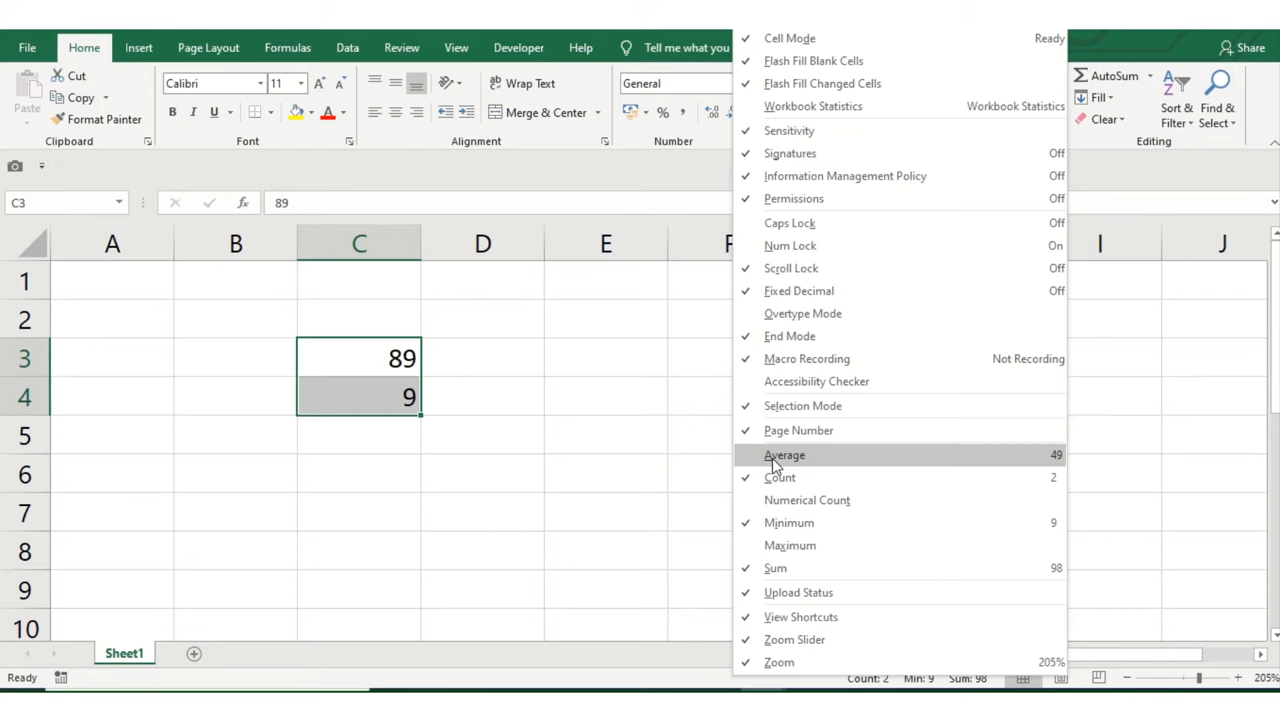 File Home Insert Page Layout Formulas Data Review View Developer Help Tell me what you Share
Cut
Copy
Paste
Format Painter
Clipboard
Calibri 11
B I U
Font
Wrap Text
Merge & Center
Alignment
General
Number
AutoSum
Fill
Clear
Sort & Filter
Find & Select
Editing
C3 fx 89
A B C D E F I J
1
2
3 89
4 9
5
6
7
8
9
10
Cell Mode Ready
Flash Fill Blank Cells
Flash Fill Changed Cells
Workbook Statistics Workbook Statistics
Sensitivity
Signatures Off
Information Management Policy Off
Permissions Off
Caps Lock Off
Num Lock On
Scroll Lock Off
Fixed Decimal Off
Overtype Mode
End Mode
Macro Recording Not Recording
Accessibility Checker
Selection Mode
Page Number
Average 49
Count 2
Numerical Count
Minimum 9
Maximum
Sum 98
Upload Status
View Shortcuts
Zoom Slider
Zoom 205%
Sheet1
Ready Count: 2 Min: 9 Sum: 98 205%